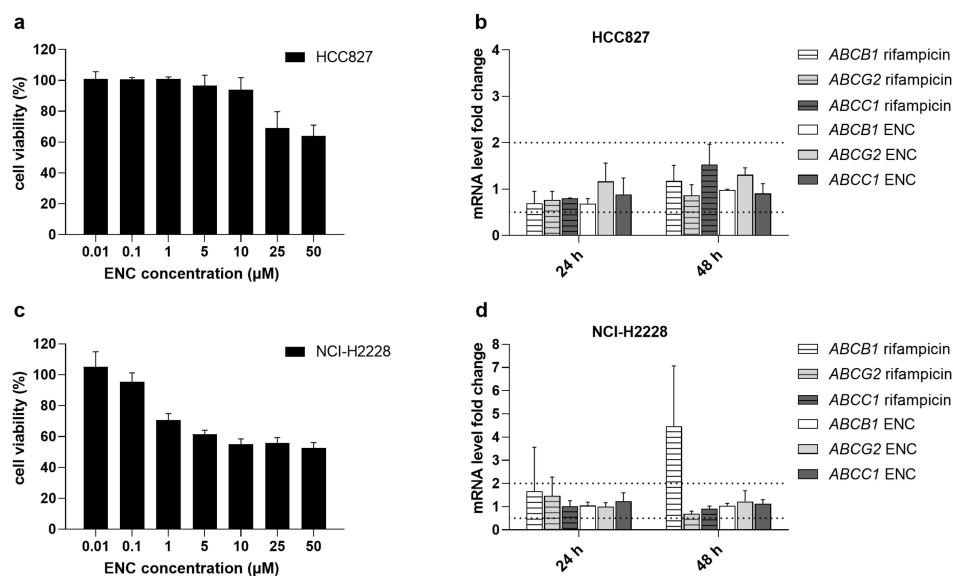 a
HCC827
cell viability (%)
120
100
80
60
40
20
0
0.01 0.1 1 5 10 25 50
ENC concentration (µM)
b
HCC827
mRNA level fold change
4
3
2
1
0
24 h 48 h
ABCB1 rifampicin
ABCG2 rifampicin
ABCC1 rifampicin
ABCB1 ENC
ABCG2 ENC
ABCC1 ENC
c
NCI-H2228
cell viability (%)
120
100
80
60
40
20
0
0.01 0.1 1 5 10 25 50
ENC concentration (µM)
d
NCI-H2228
mRNA level fold change
8
7
6
5
4
3
2
1
0
24 h 48 h
ABCB1 rifampicin
ABCG2 rifampicin
ABCC1 rifampicin
ABCB1 ENC
ABCG2 ENC
ABCC1 ENC